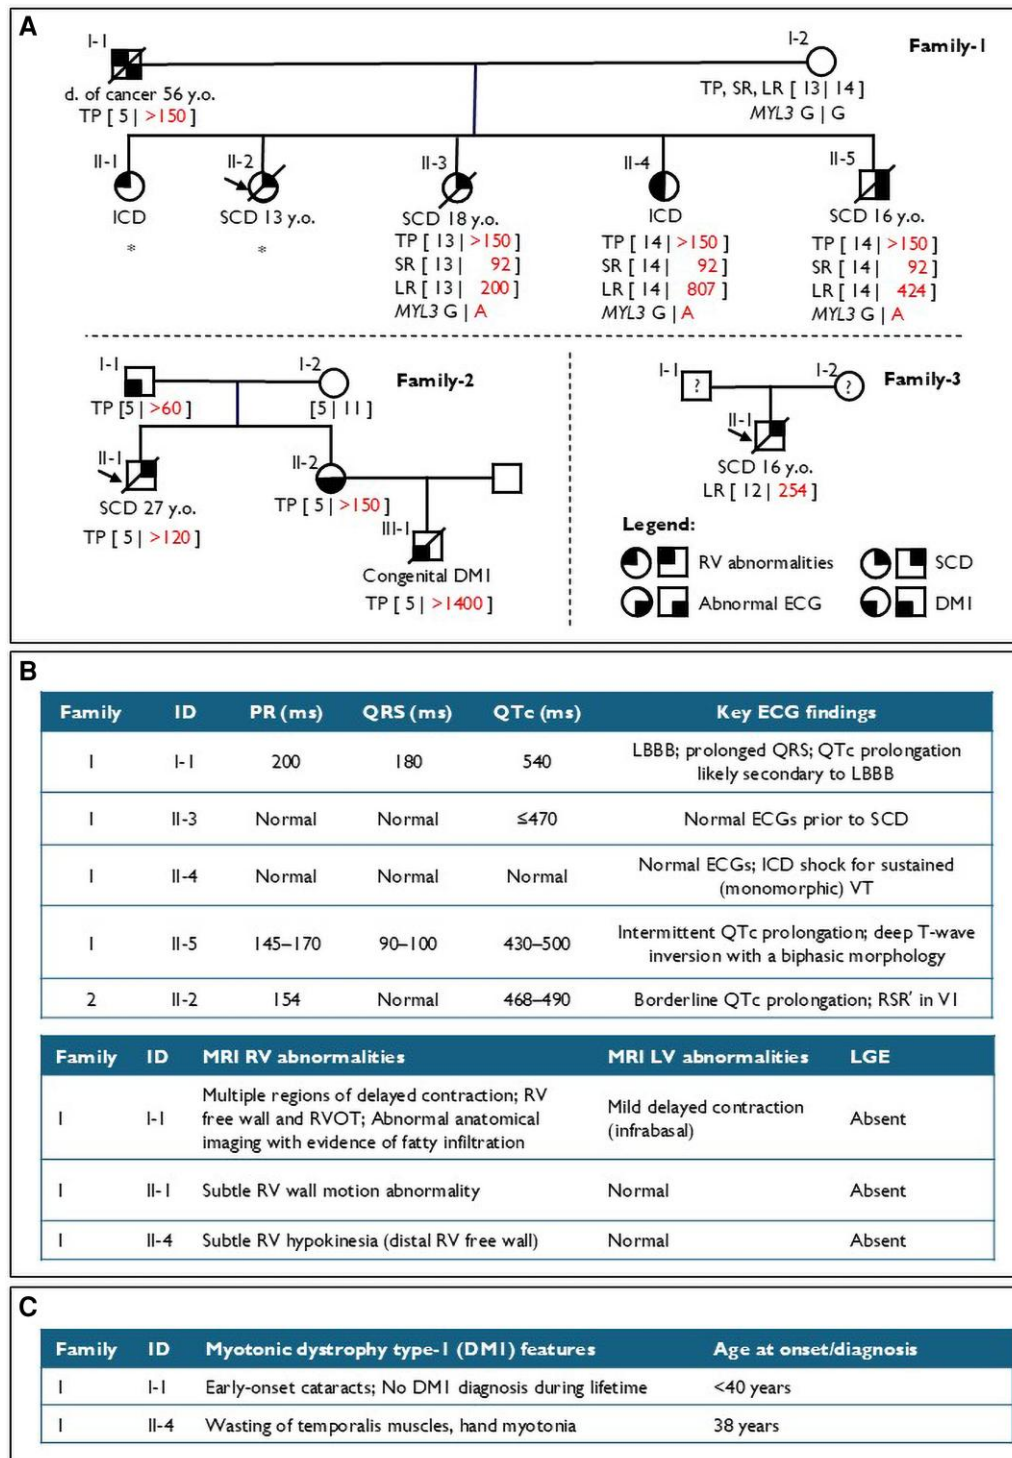 A
I-1
I-2
Family-1
d. of cancer 56 y.o.
TP [ 5 | >150 ]
TP, SR, LR [ 13 | 14 ]
MYL3 G | G
II-1
II-2
II-3
II-4
II-5
ICD
SCD 13 y.o.
SCD 18 y.o.
ICD
SCD 16 y.o.
*
*
TP [ 13 | >150 ]
SR [ 13 | 92 ]
LR [ 13 | 200 ]
MYL3 G | A
TP [ 14 | >150 ]
SR [ 14 | 92 ]
LR [ 14 | 807 ]
MYL3 G | A
TP [ 14 | >150 ]
SR [ 14 | 92 ]
LR [ 14 | 424 ]
MYL3 G | A
I-1
I-2
Family-2
TP [5 | >60 ]
[5 | 11 ]
II-1
II-2
SCD 27 y.o.
TP [ 5 | >120 ]
TP [ 5 | >150 ]
III-1
Congenital DM1
TP [ 5 | >1400 ]
I-1
?
I-2
?
Family-3
II-1
SCD 16 y.o.
LR [ 12 | 254 ]
Legend:
RV abnormalities
SCD
Abnormal ECG
DM1
B
Family ID PR (ms) QRS (ms) QTc (ms) Key ECG findings
1 I-1 200 180 540 LBBB; prolonged QRS; QTc prolongation
likely secondary to LBBB
1 II-3 Normal Normal ≤470 Normal ECGs prior to SCD
1 II-4 Normal Normal Normal Normal ECGs; ICD shock for sustained
(monomorphic) VT
1 II-5 145–170 90–100 430–500 Intermittent QTc prolongation; deep T-wave
inversion with a biphasic morphology
2 II-2 154 Normal 468–490 Borderline QTc prolongation; RSR′ in V1
Family ID MRI RV abnormalities MRI LV abnormalities LGE
1 I-1 Multiple regions of delayed contraction; RV
free wall and RVOT; Abnormal anatomical
imaging with evidence of fatty infiltration
Mild delayed contraction
(infrabasal)
Absent
1 II-1 Subtle RV wall motion abnormality Normal Absent
1 II-4 Subtle RV hypokinesia (distal RV free wall) Normal Absent
C
Family ID Myotonic dystrophy type-1 (DM1) features Age at onset/diagnosis
1 I-1 Early-onset cataracts; No DM1 diagnosis during lifetime <40 years
1 II-4 Wasting of temporalis muscles, hand myotonia 38 years